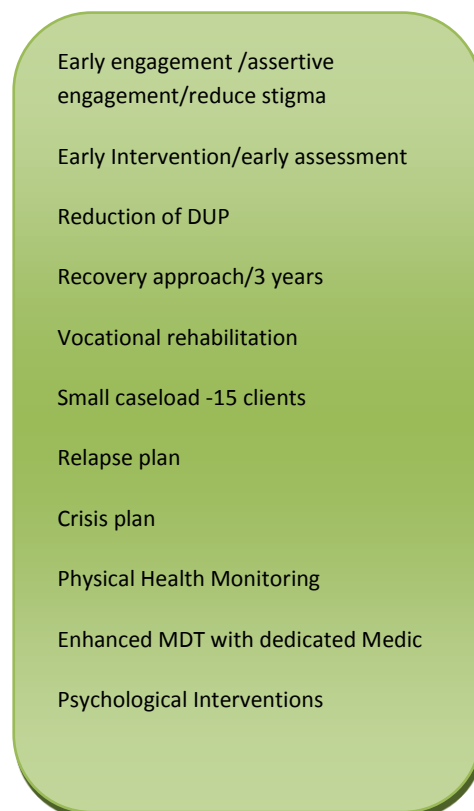 Early engagement /assertive
engagement/reduce stigma
Early Intervention/early assessment
Reduction of DUP
Recovery approach/3 years
Vocational rehabilitation
Small caseload -15 clients
Relapse plan
Crisis plan
Physical Health Monitoring
Enhanced MDT with dedicated Medic
Psychological Interventions